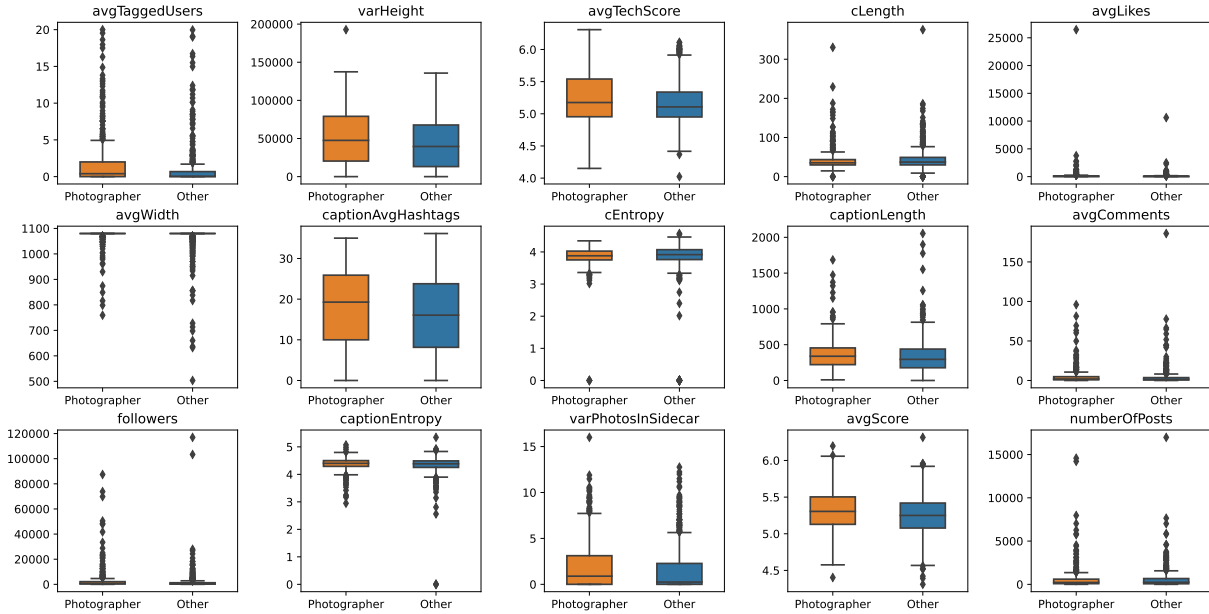 avgTaggedUsers varHeight avgTechScore cLength avgLikes
20 15 10 5 0
200000 150000 100000 50000 0
6.0 5.5 5.0 4.5 4.0
300 200 100 0
25000 20000 15000 10000 5000 0
Photographer Other Photographer Other Photographer Other Photographer Other Photographer Other
avgWidth captionAvgHashtags cEntropy captionLength avgComments
1100 1000 900 800 700 600 500
30 20 10 0
4 3 2 1 0
2000 1500 1000 500 0
150 100 50 0
Photographer Other Photographer Other Photographer Other Photographer Other Photographer Other
followers captionEntropy varPhotosInSidecar avgScore numberOfPosts
120000 100000 80000 60000 40000 20000 0
5 4 3 2 1 0
15 10 5 0
6.0 5.5 5.0 4.5
15000 10000 5000 0
Photographer Other Photographer Other Photographer Other Photographer Other Photographer Other